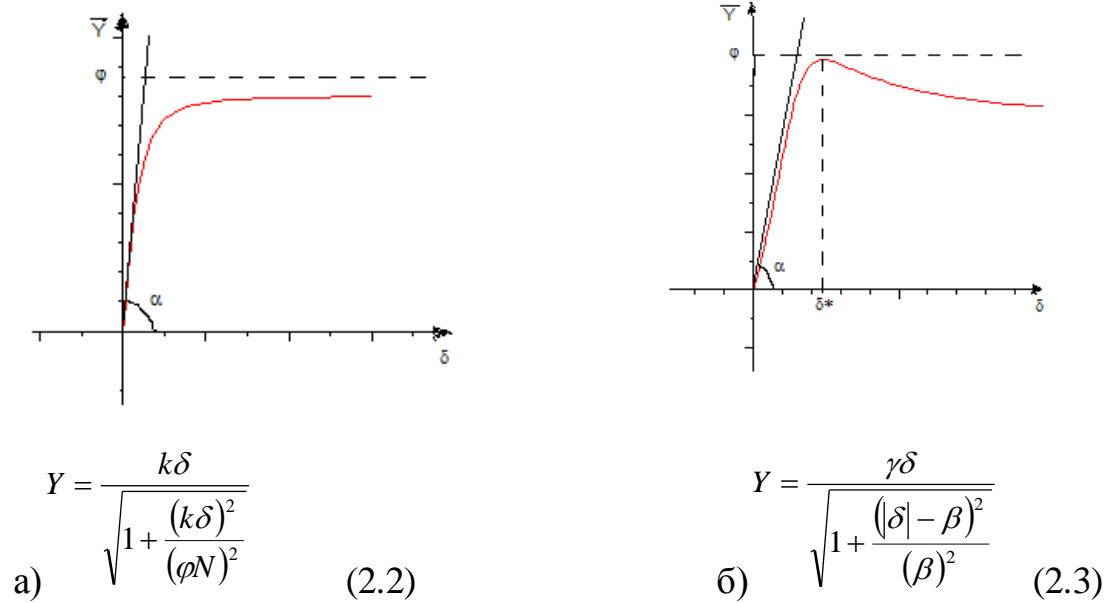 Y Y
φ φ
α α
δ δ* δ
Y = kδ / √(1 + (kδ)² / (φN)²) Y = γδ / √(1 + (|δ| − β)² / (β)²)
а) (2.2) б) (2.3)